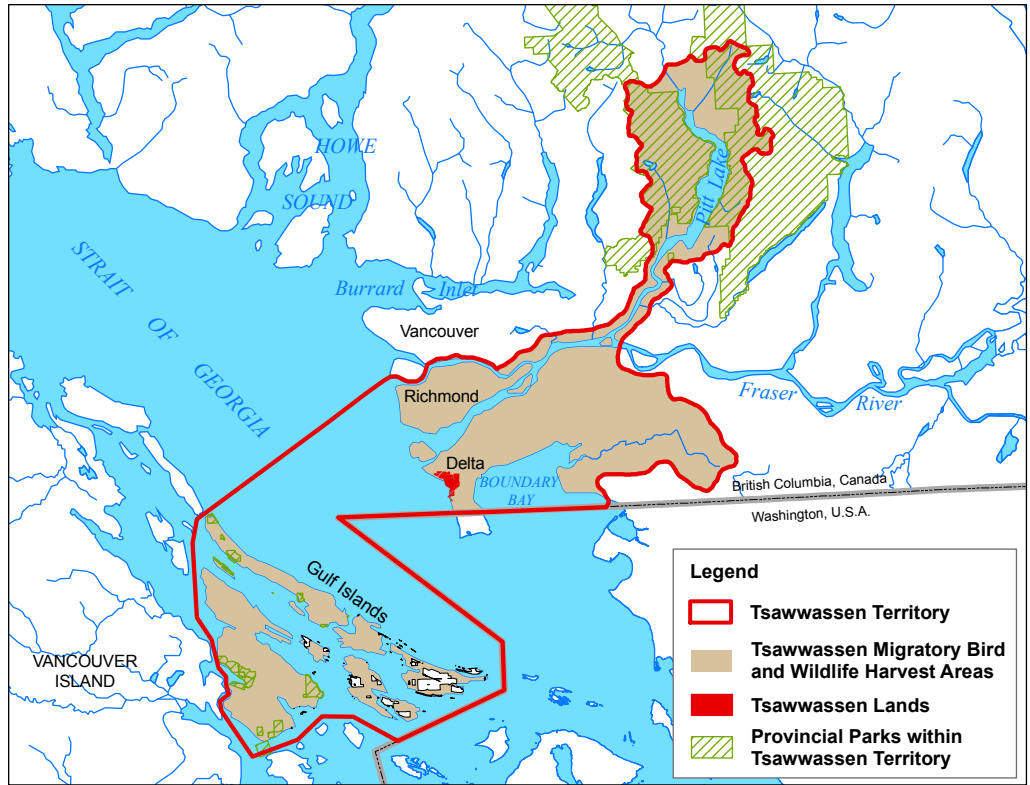 HOWE
SOUND
Pitt Lake
STRAIT
OF
GEORGIA
Burrard Inlet
Vancouver
Richmond
Fraser
River
Delta
BOUNDARY
BAY
British Columbia, Canada
Washington, U.S.A.
Gulf Islands
VANCOUVER
ISLAND
Legend
Tsawwassen Territory
Tsawwassen Migratory Bird
and Wildlife Harvest Areas
Tsawwassen Lands
Provincial Parks within
Tsawwassen Territory